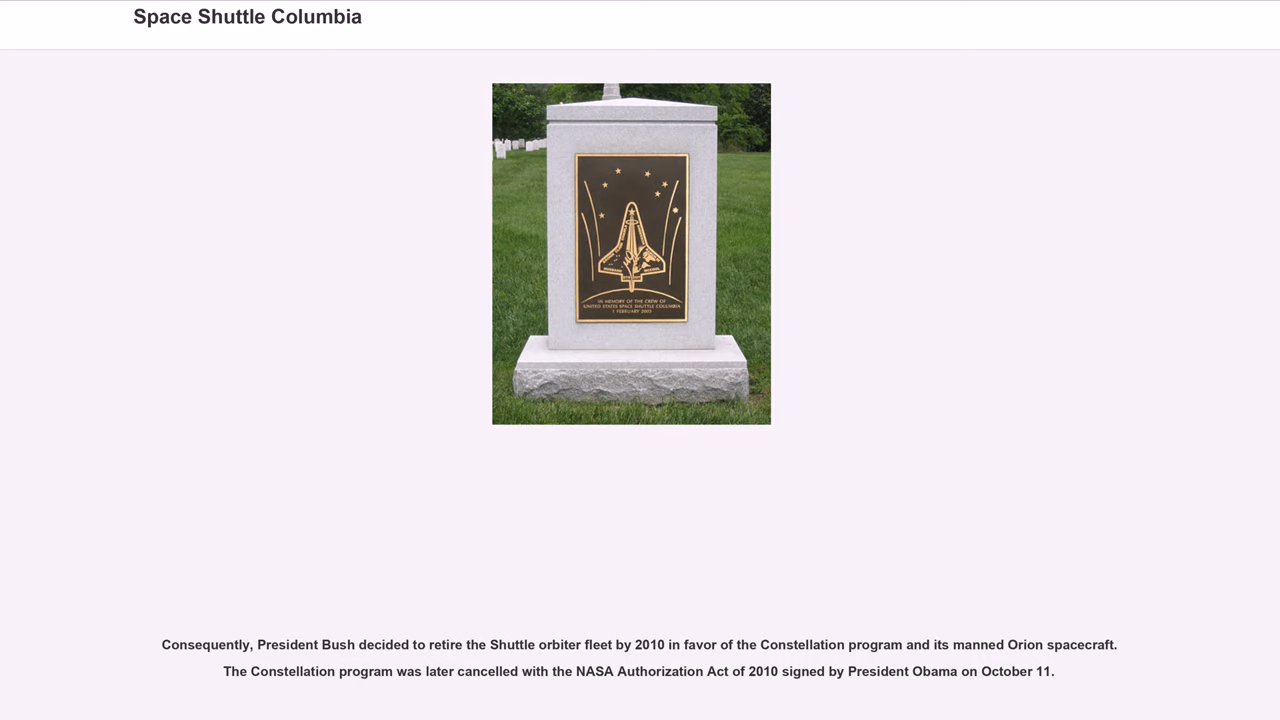 Space Shuttle Columbia
IN MEMORY OF THE CREW OF
UNITED STATES SPACE SHUTTLE COLUMBIA
1 FEBRUARY 2003
Consequently, President Bush decided to retire the Shuttle orbiter fleet by 2010 in favor of the Constellation program and its manned Orion spacecraft.
The Constellation program was later cancelled with the NASA Authorization Act of 2010 signed by President Obama on October 11.